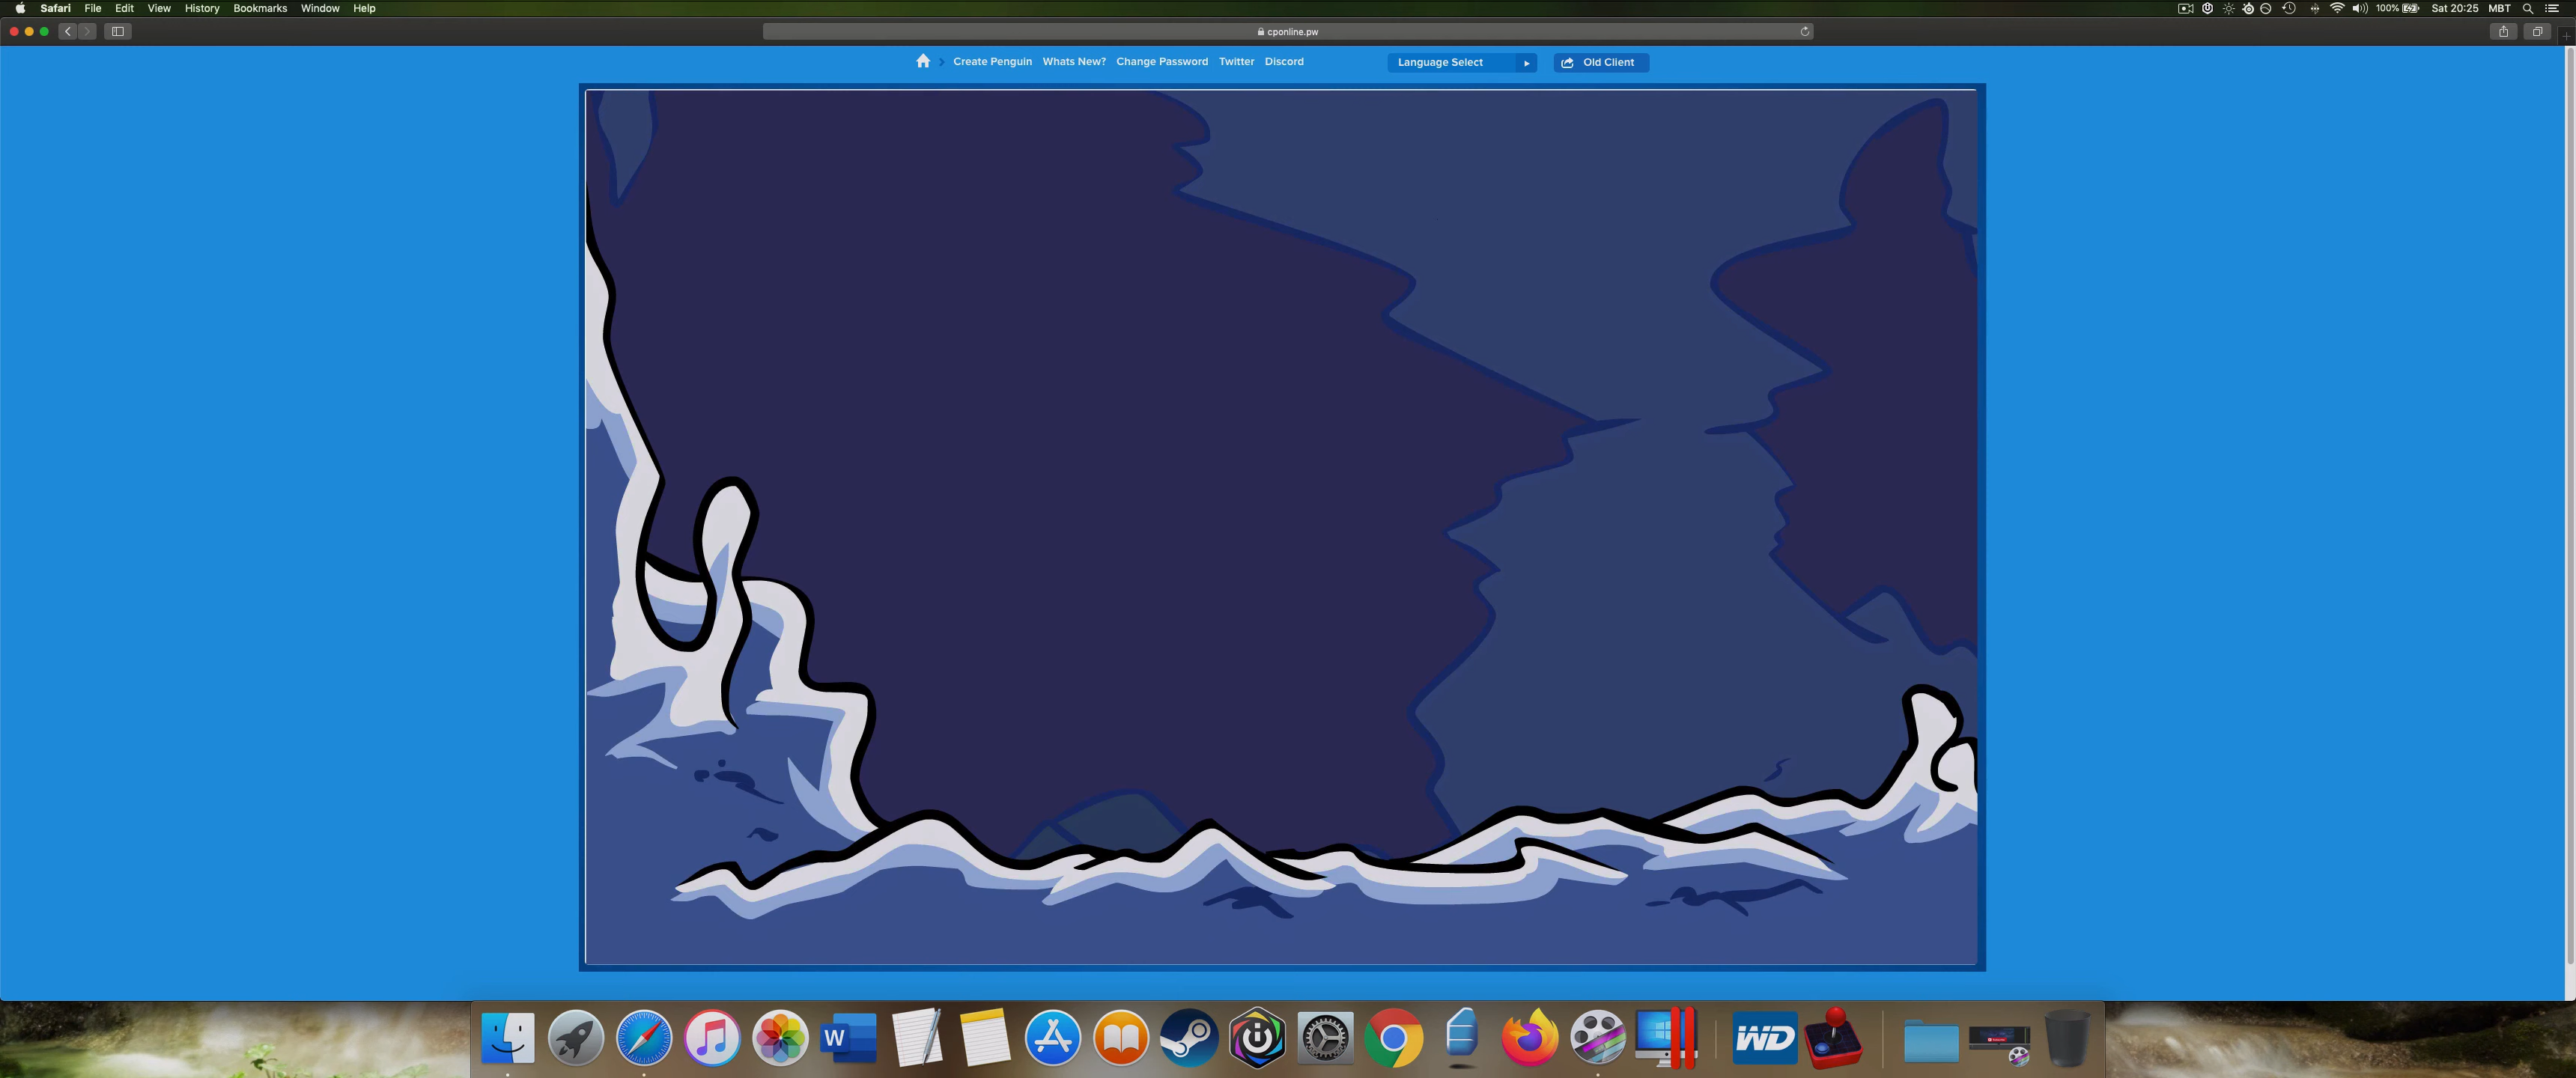 Safari File Edit View History Bookmarks Window Help 100% Sat 20:25 MBT
cponline.pw
Create Penguin Whats New? Change Password Twitter Discord Language Select Old Client
W WD